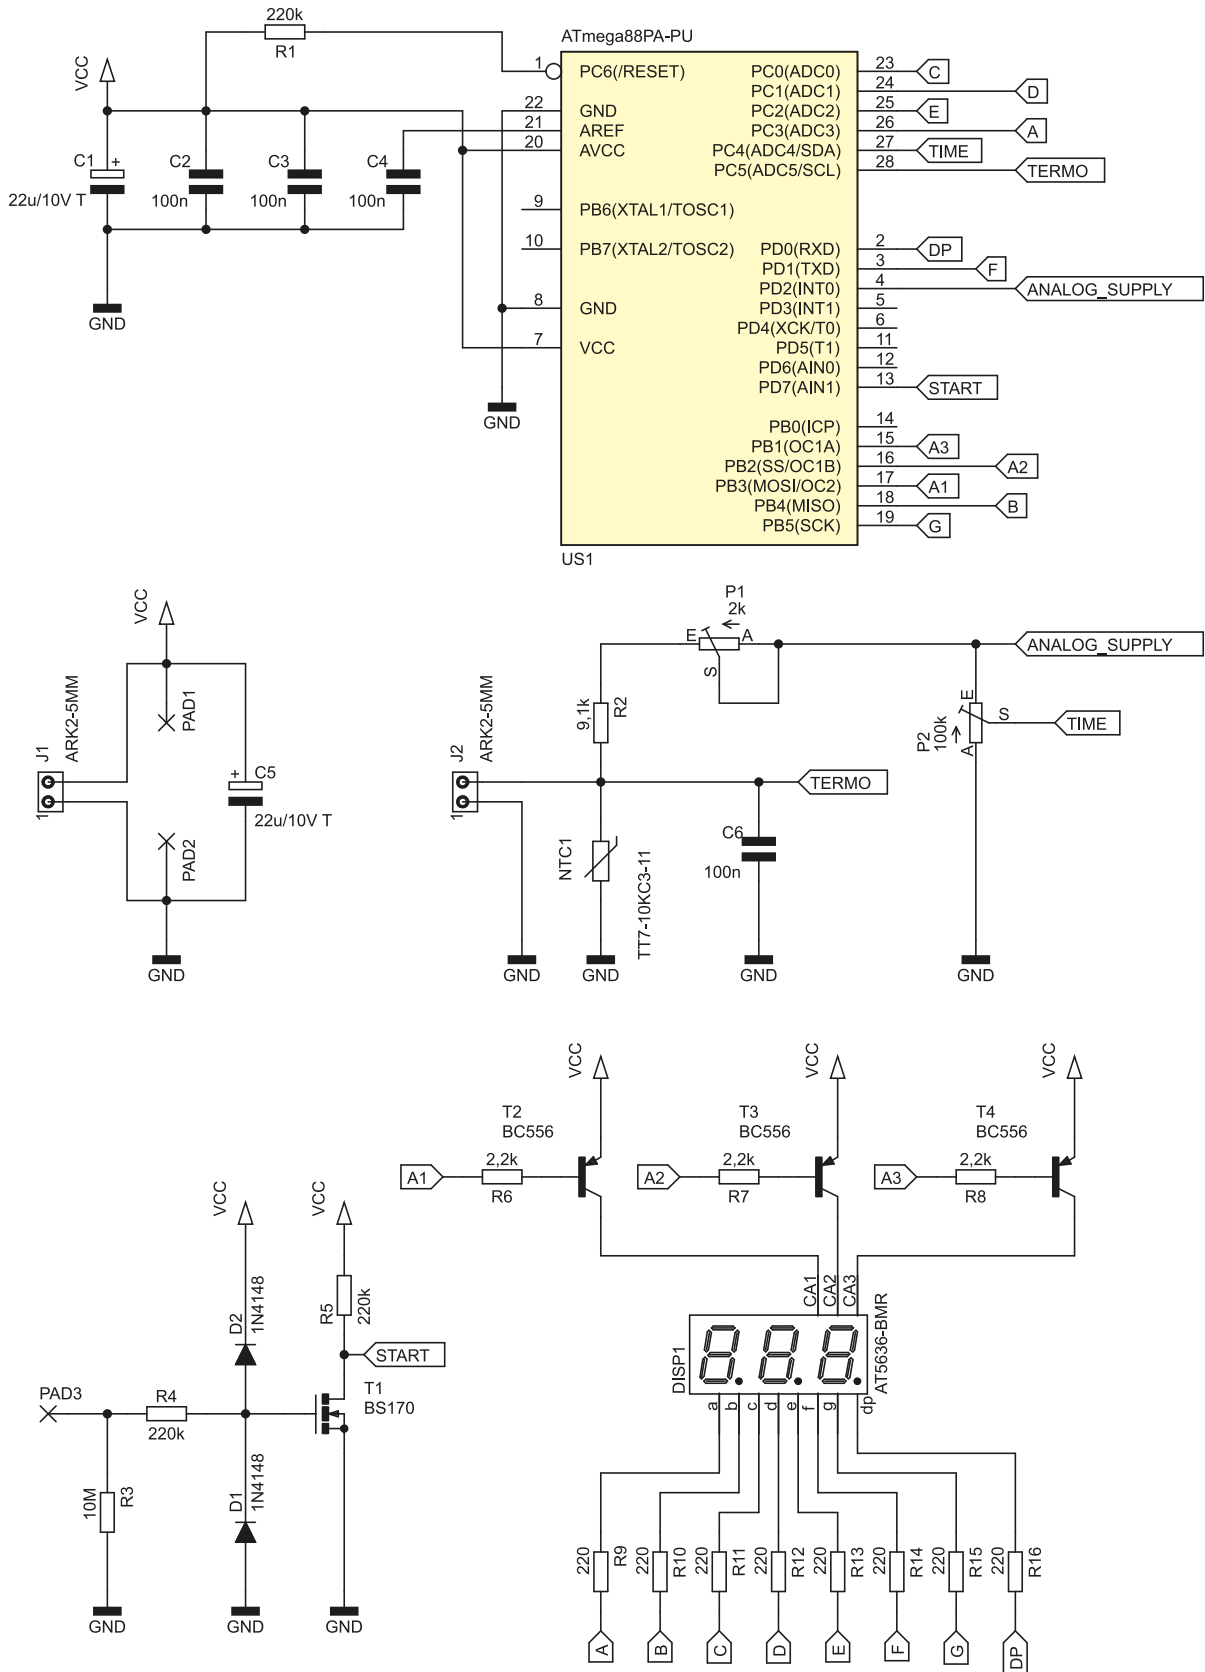 220k
R1
VCC
C1
+
22u/10V T
C2
100n
C3
100n
C4
100n
GND
GND
ATmega88PA-PU
1 PC6(/RESET)
22 GND
21 AREF
20 AVCC
9 PB6(XTAL1/TOSC1)
10 PB7(XTAL2/TOSC2)
8 GND
7 VCC
PC0(ADC0) 23 C
PC1(ADC1) 24 D
PC2(ADC2) 25 E
PC3(ADC3) 26 A
PC4(ADC4/SDA) 27 TIME
PC5(ADC5/SCL) 28 TERMO
PD0(RXD) 2 DP
PD1(TXD) 3 F
PD2(INT0) 4 ANALOG_SUPPLY
PD3(INT1) 5
PD4(XCK/T0) 6
PD5(T1) 11
PD6(AIN0) 12
PD7(AIN1) 13 START
PB0(ICP) 14
PB1(OC1A) 15 A3
PB2(SS/OC1B) 16 A2
PB3(MOSI/OC2) 17 A1
PB4(MISO) 18 B
PB5(SCK) 19 G
US1
VCC
J1
ARK2-5MM
1
PAD1
PAD2
+
C5
22u/10V T
GND
J2
ARK2-5MM
1
P1
2k
E
A
S
9,1k
R2
ANALOG_SUPPLY
P2
100k
E
A
S
TIME
TERMO
NTC1
TT7-10KC3-11
C6
100n
GND
GND
GND
GND
VCC
T2
BC556
A1
2,2k
R6
VCC
T3
BC556
A2
2,2k
R7
VCC
T4
BC556
A3
2,2k
R8
PAD3
R4
220k
10M
R3
VCC
D2
1N4148
D1
1N4148
VCC
R5
220k
START
T1
BS170
GND
GND
GND
CA1
CA2
CA3
DISP1
AT5636-BMR
a
b
c
d
e
f
g
dp
220
R9
220
R10
220
R11
220
R12
220
R13
220
R14
220
R15
220
R16
A
B
C
D
E
F
G
DP